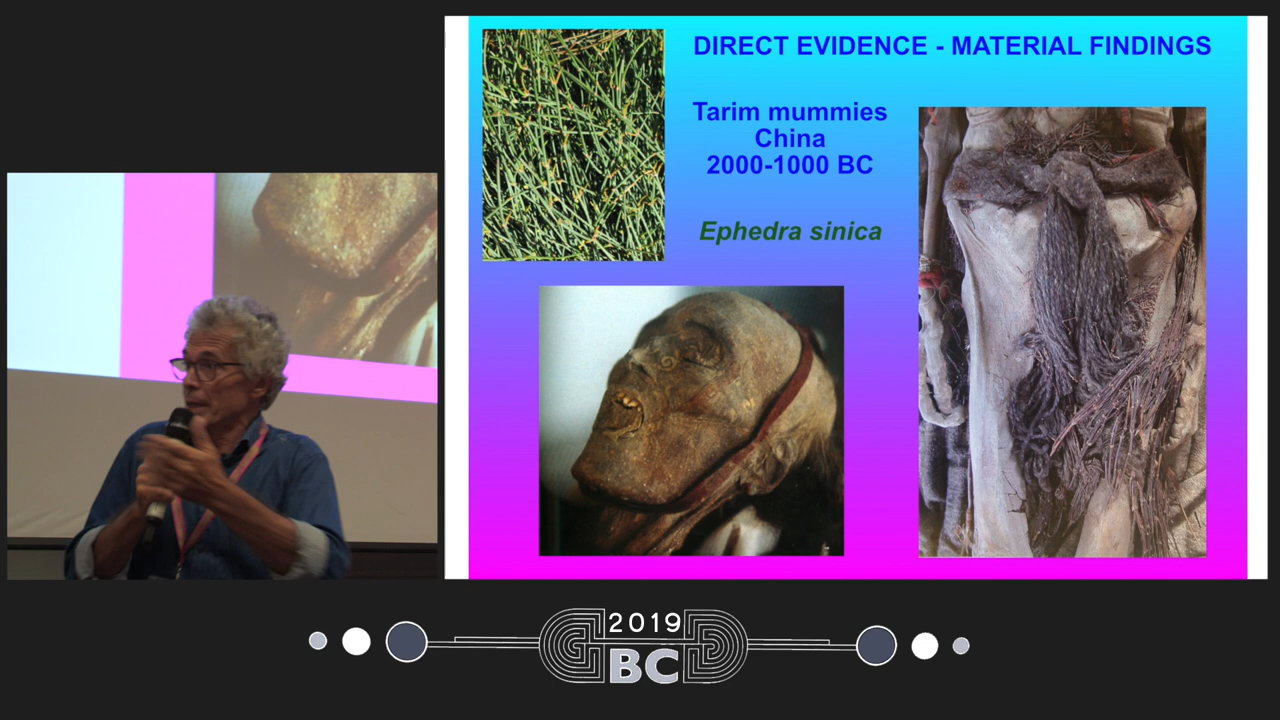 DIRECT EVIDENCE - MATERIAL FINDINGS
Tarim mummies
China
2000-1000 BC
Ephedra sinica
2019
BC